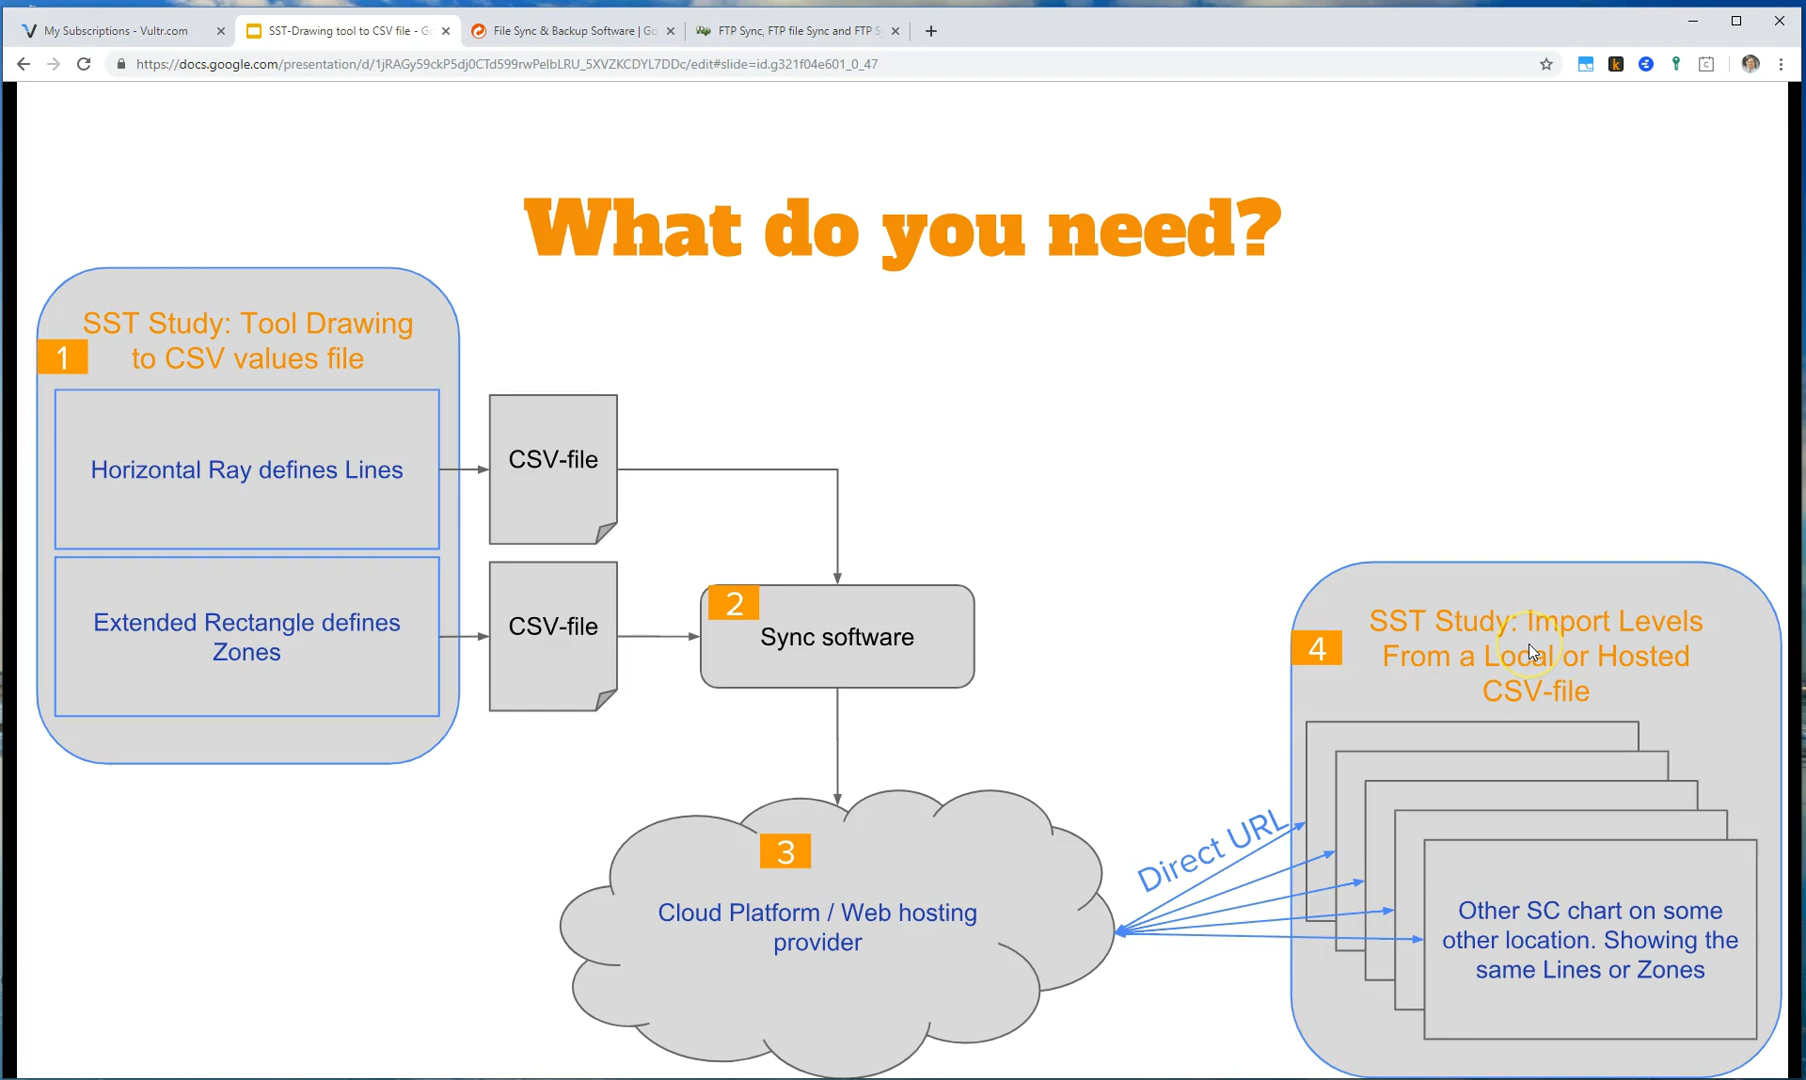 My Subscriptions - Vultr.com
SST-Drawing tool to CSV file - Go
File Sync & Backup Software | Go
FTP Sync, FTP file Sync and FTP S
https://docs.google.com/presentation/d/1jRAGy59ckP5dj0CTd599rwPelbLRU_5XVZKCDYL7DDc/edit#slide=id.g321f04e601_0_47
What do you need?
SST Study: Tool Drawing
to CSV values file
1
Horizontal Ray defines Lines
Extended Rectangle defines
Zones
CSV-file
CSV-file
2
Sync software
3
Cloud Platform / Web hosting
provider
Direct URL
4
SST Study: Import Levels
From a Local or Hosted
CSV-file
Other SC chart on some
other location. Showing the
same Lines or Zones